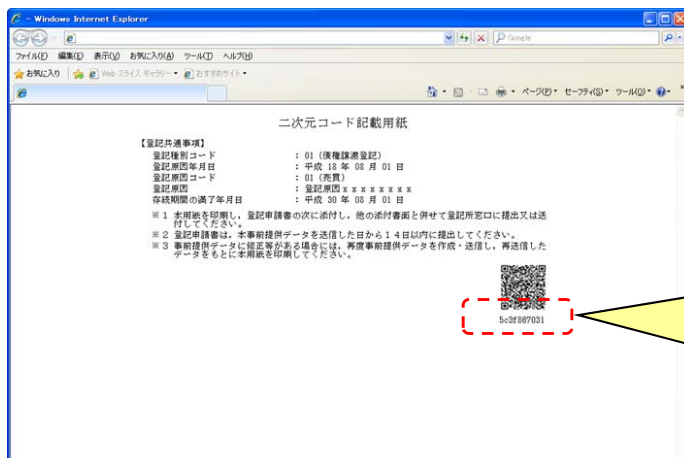 - Windows Internet Explorer
Google
ファイル(F) 編集(E) 表示(V) お気に入り(A) ツール(T) ヘルプ(H)
お気に入り Web スライス ギャラリー おすすめサイト
ページ(P) セーフティ(S) ツール(O)
二次元コード記載用紙
【登記共通事項】
登記種別コード : 01（債権譲渡登記）
登記原因年月日 : 平成 18 年 08 月 01 日
登記原因コード : 01（売買）
登記原因 : 登記原因ｘｘｘｘｘｘｘｘ
存続期間の満了年月日 : 平成 30 年 08 月 01 日
※１ 本用紙を印刷し，登記申請書の次に添付し，他の添付書面と併せて登記所窓口に提出又は送
付してください。
※２ 登記申請書は，本事前提供データを送信した日から１４日以内に提出してください。
※３ 事前提供データに修正等がある場合には，再度事前提供データを作成・送信し，再送信した
データをもとに本用紙を印刷してください。
5c3f387031